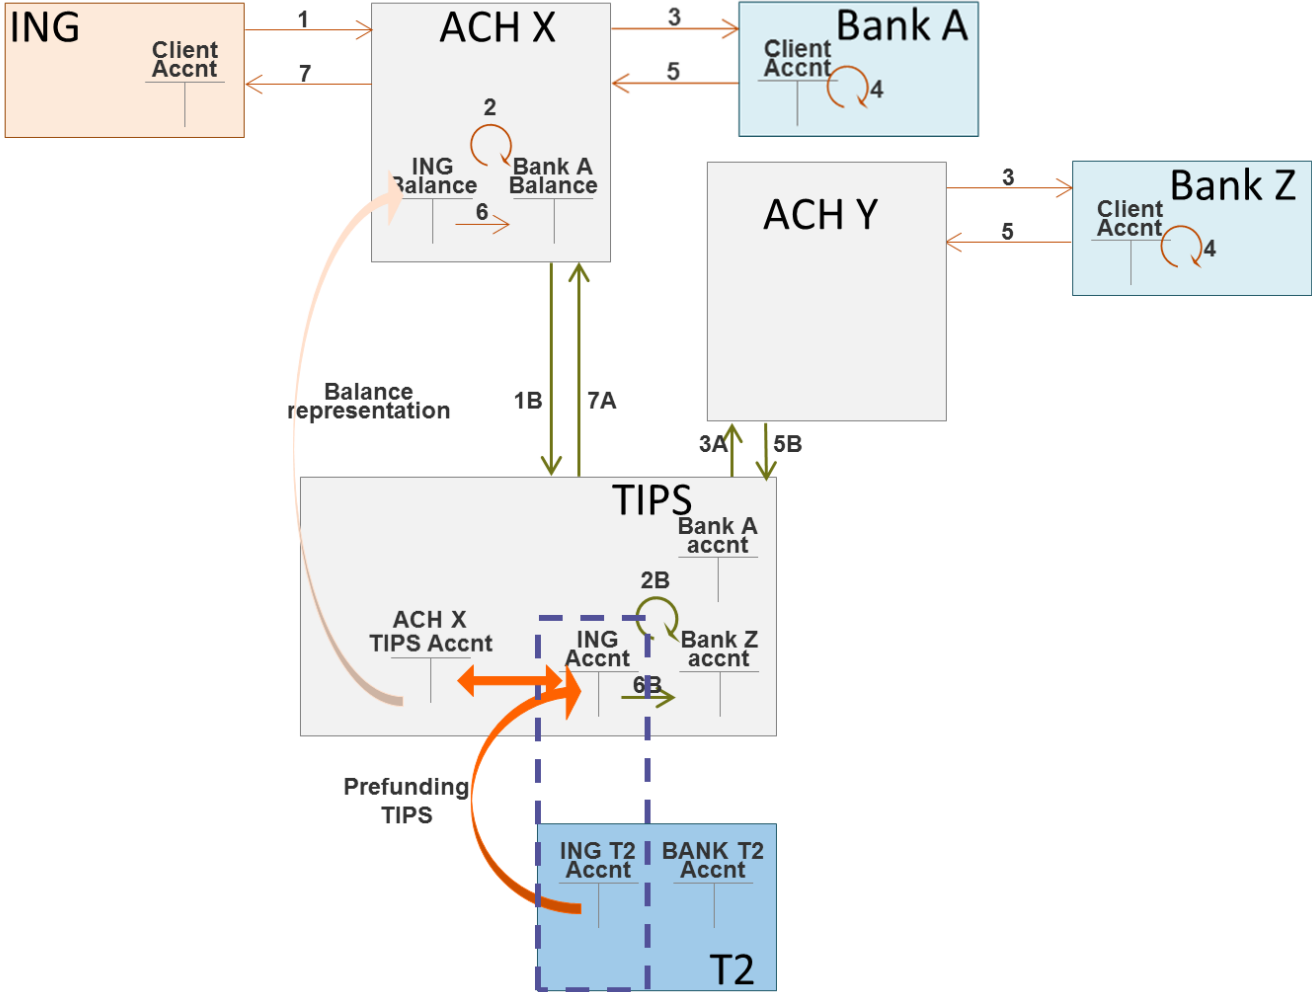 ING
Client
Accnt
1
7
ACH X
2
ING
Balance
Bank A
Balance
6
3
5
Bank A
Client
Accnt
4
ACH Y
3
5
Bank Z
Client
Accnt
4
Balance
representation
1B
7A
3A
5B
TIPS
Bank A
accnt
2B
ACH X
TIPS Accnt
ING
Accnt
Bank Z
accnt
6B
Prefunding
TIPS
ING T2
Accnt
BANK T2
Accnt
T2